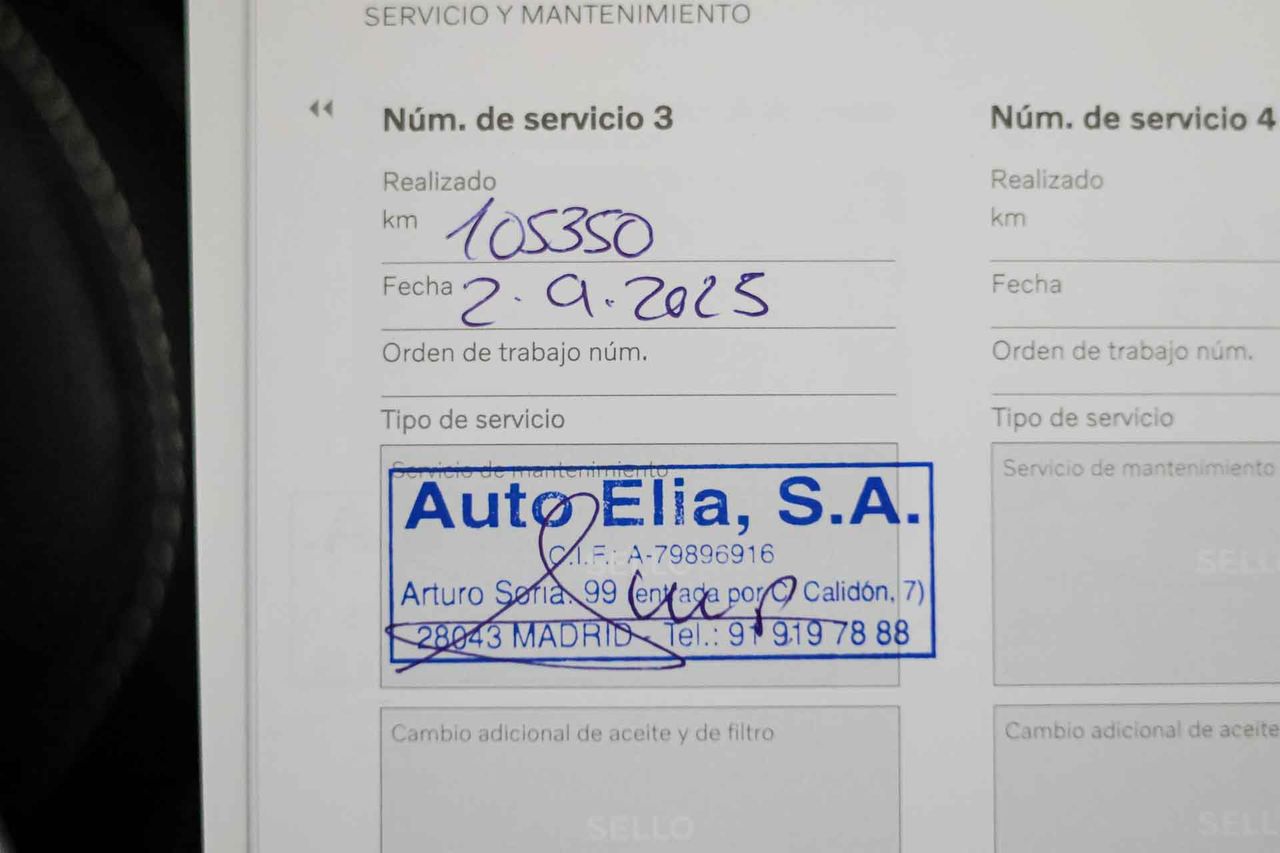 SERVICIO Y MANTENIMIENTO
Núm. de servicio 3
Realizado
km 105350
Fecha 2.9.2025
Orden de trabajo núm.
Tipo de servicio
Servicio de mantenimiento
Auto Elia, S.A.
C.I.F.: A-79896916
Arturo Soria, 99 (entrada por C/ Calidón, 7)
28043 MADRID - Tel.: 91 919 78 88
Cambio adicional de aceite y de filtro
SELLO
Núm. de servicio 4
Realizado
km
Fecha
Orden de trabajo núm.
Tipo de servicio
Servicio de mantenimiento
SELL
Cambio adicional de aceite
SELL